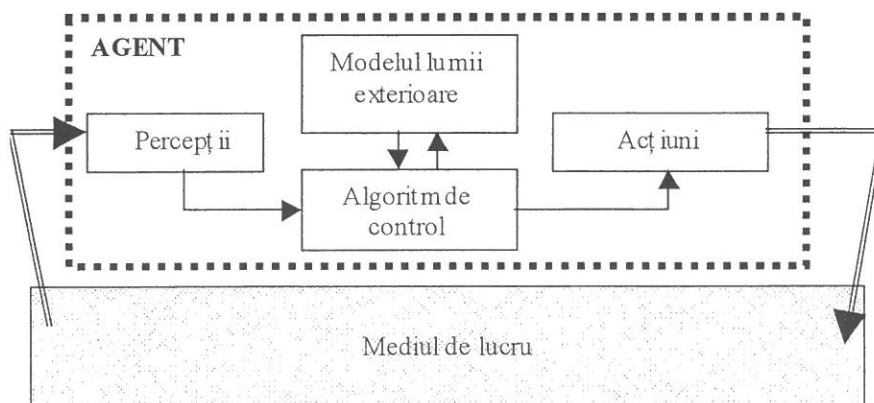 AGENT
Modelul lumii
exterioare
Percepții
Acțiuni
Algoritm de
control
Mediul de lucru